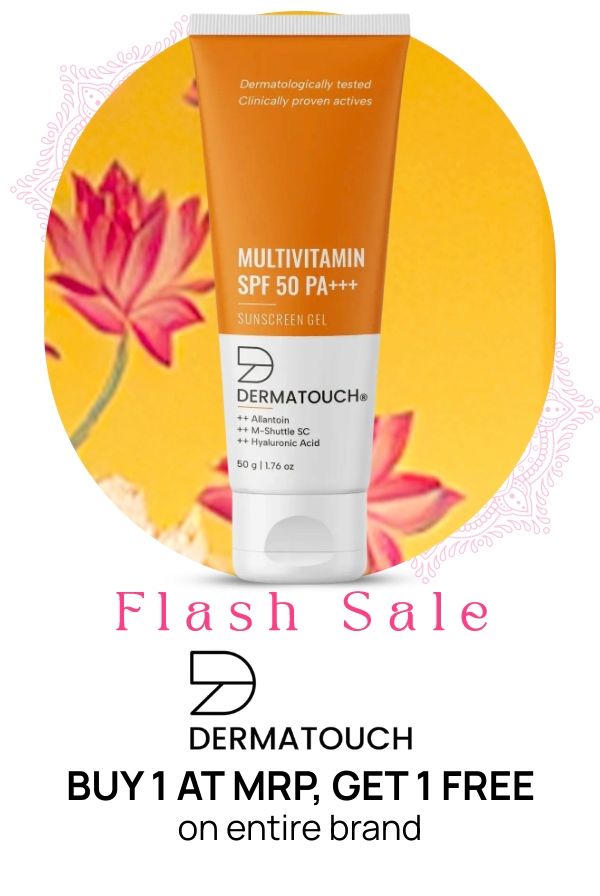 Dermatologically tested
Clinically proven actives
MULTIVITAMIN
SPF 50 PA+++
SUNSCREEN GEL
DERMATOUCH®
++ Allantoin
++ M-Shuttle SC
++ Hyaluronic Acid
50 g | 1.76 oz
Flash Sale
DERMATOUCH
BUY 1 AT MRP, GET 1 FREE
on entire brand